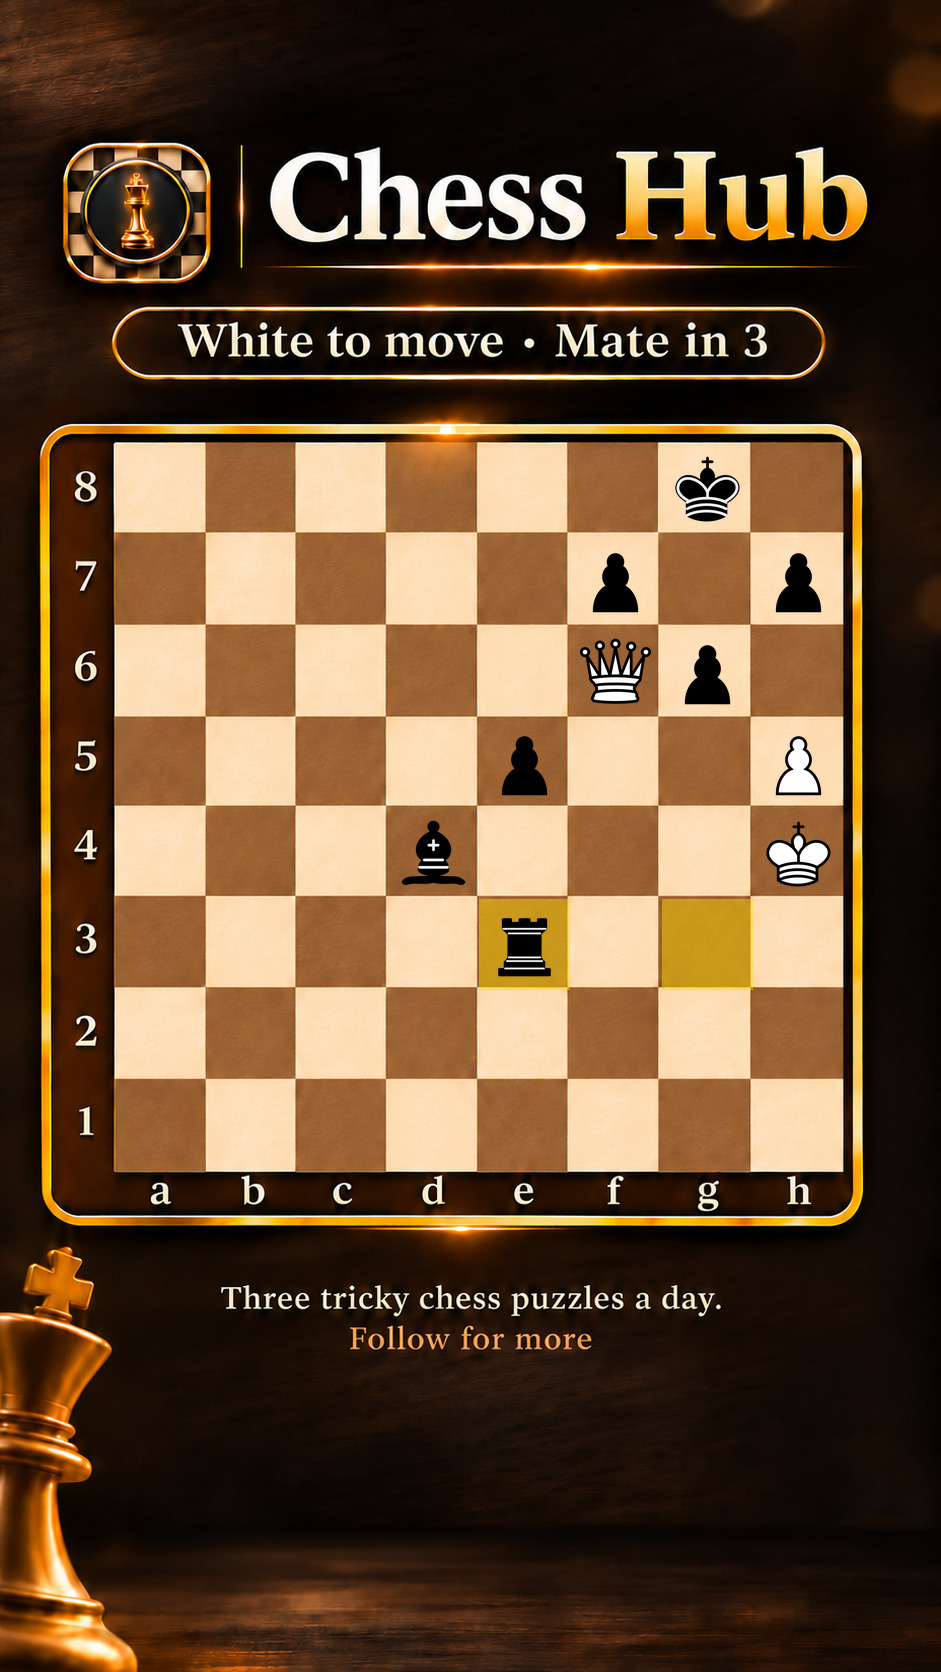 Chess Hub
White to move • Mate in 3
8
7
6
5
4
3
2
1
a b c d e f g h
Three tricky chess puzzles a day.
Follow for more